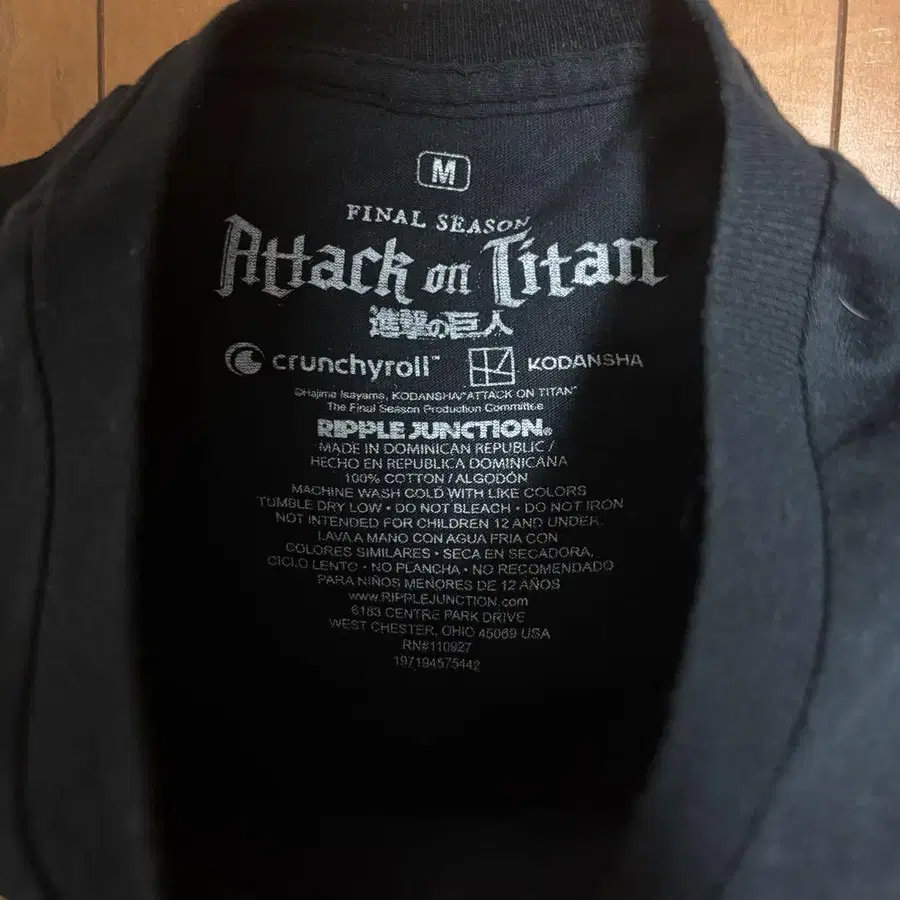 M
FINAL SEASON
Attack on Titan
進撃の巨人
crunchyroll™ KODANSHA
©Hajime Isayama, KODANSHA/"ATTACK ON TITAN"
The Final Season Production Committee
RIPPLE JUNCTION®
MADE IN DOMINICAN REPUBLIC /
HECHO EN REPUBLICA DOMINICANA
100% COTTON / ALGODÓN
MACHINE WASH COLD WITH LIKE COLORS
TUMBLE DRY LOW • DO NOT BLEACH • DO NOT IRON
NOT INTENDED FOR CHILDREN 12 AND UNDER.
LAVA A MANO CON AGUA FRIA CON
COLORES SIMILARES • SECA EN SECADORA,
CICLO LENTO • NO PLANCHA • NO RECOMENDADO
PARA NIÑOS MENORES DE 12 AÑOS
www.RIPPLEJUNCTION.com
6183 CENTRE PARK DRIVE
WEST CHESTER, OHIO 45069 USA
RN#110927
197194575442